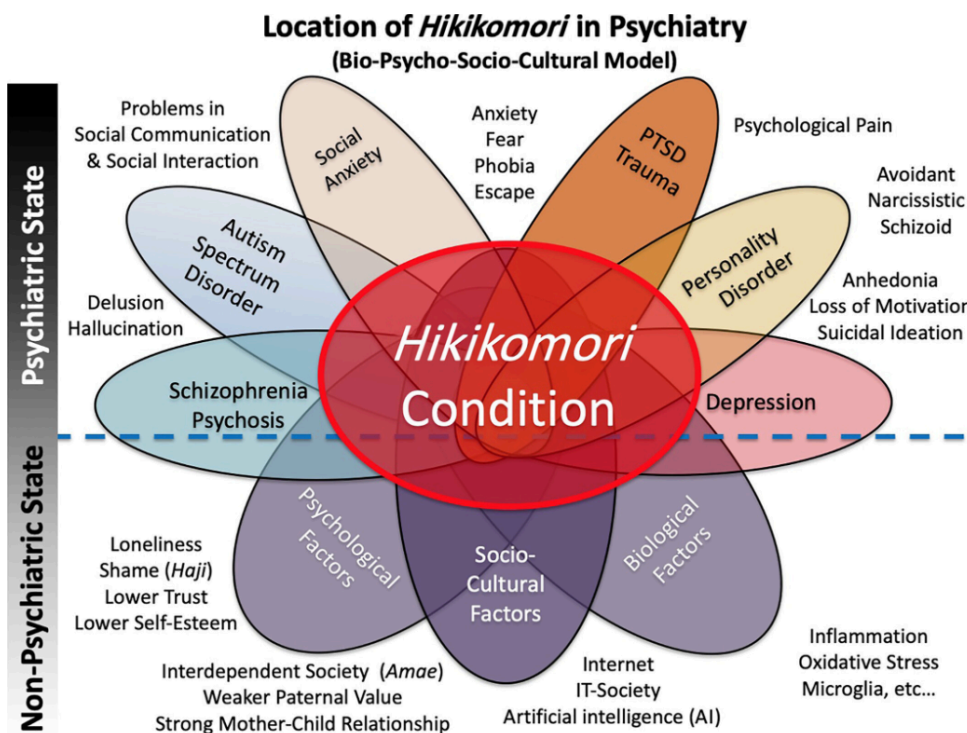 Location of Hikikomori in Psychiatry
(Bio-Psycho-Socio-Cultural Model)
Psychiatric State
Non-Psychiatric State
Problems in
Social Communication
& Social Interaction
Social
Anxiety
Anxiety
Fear
Phobia
Escape
PTSD
Trauma
Psychological Pain
Avoidant
Narcissistic
Schizoid
Autism
Spectrum
Disorder
Personality
Disorder
Delusion
Hallucination
Anhedonia
Loss of Motivation
Suicidal Ideation
Hikikomori
Condition
Schizophrenia
Psychosis
Depression
Psychological
Factors
Socio-
Cultural
Factors
Biological
Factors
Loneliness
Shame (Haji)
Lower Trust
Lower Self-Esteem
Interdependent Society (Amae)
Weaker Paternal Value
Strong Mother-Child Relationship
Internet
IT-Society
Artificial intelligence (AI)
Inflammation
Oxidative Stress
Microglia, etc...